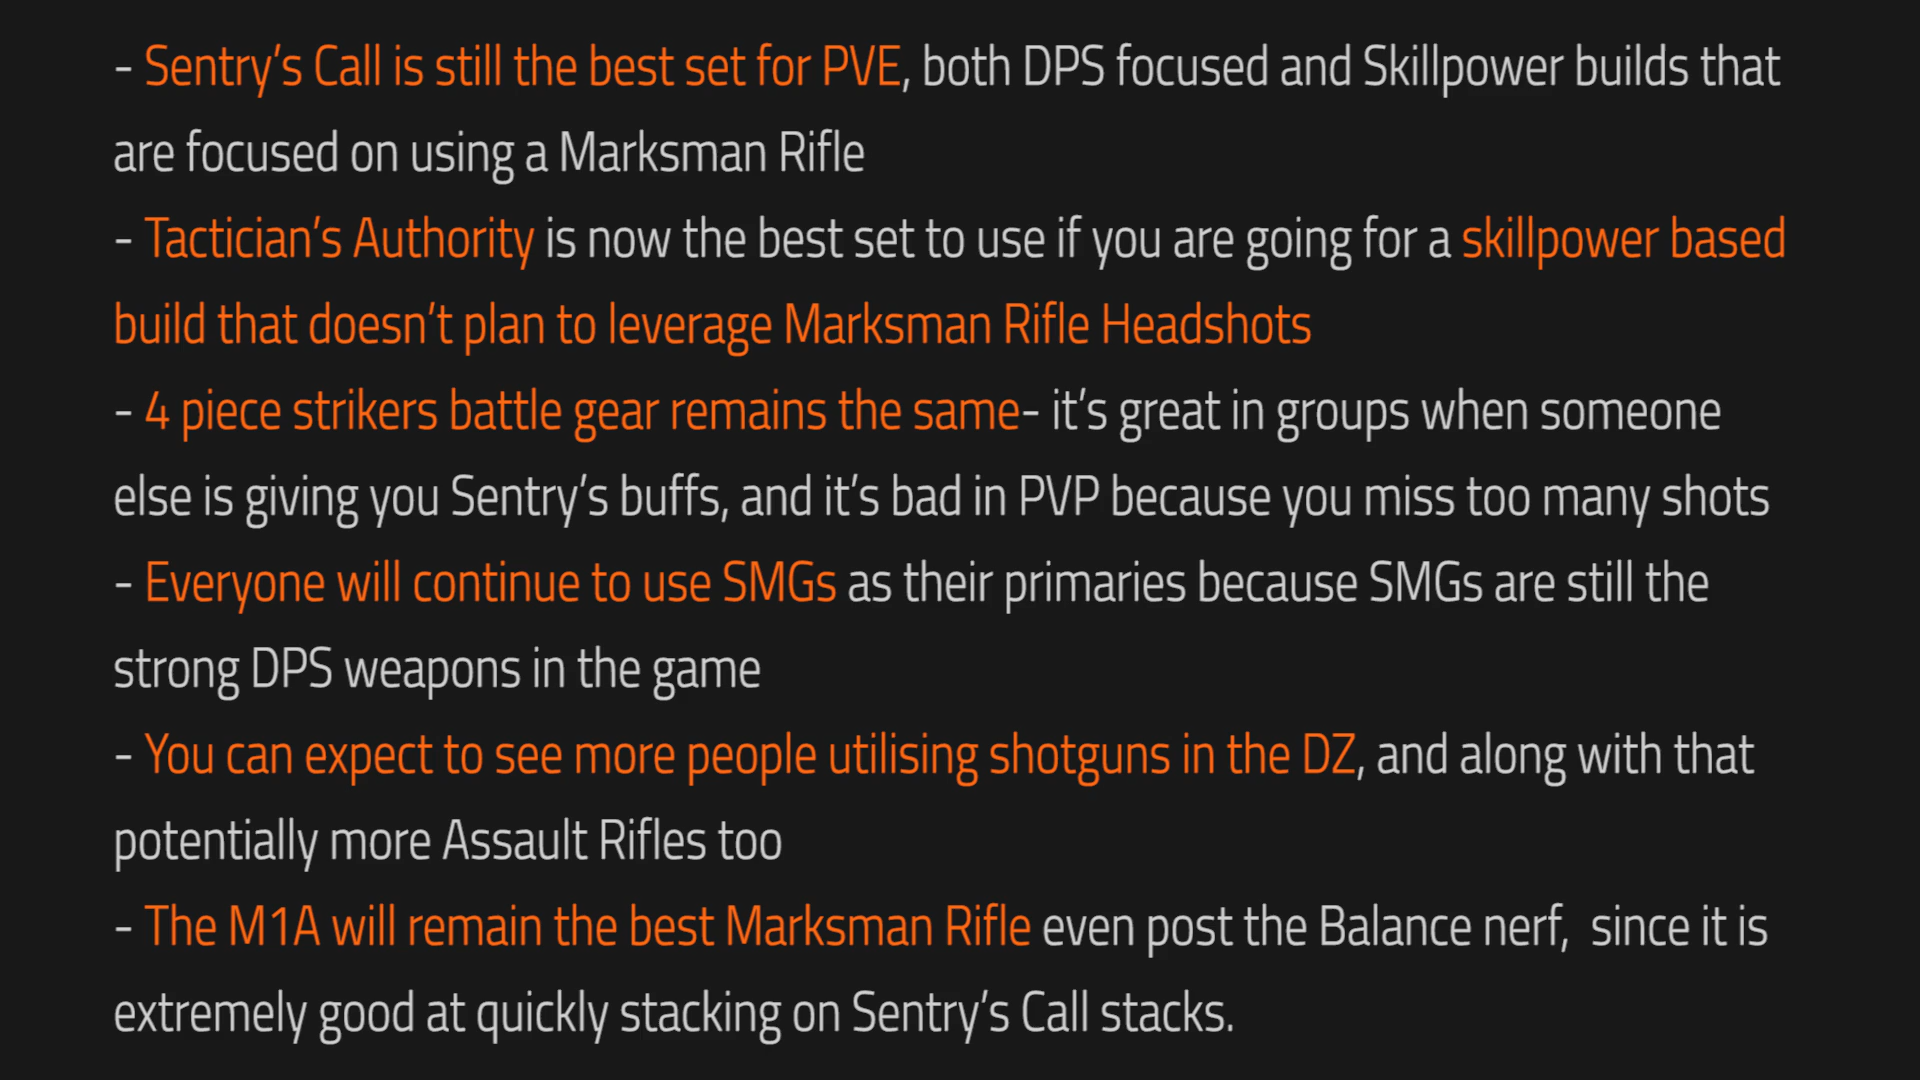 - Sentry's Call is still the best set for PVE, both DPS focused and Skillpower builds that
are focused on using a Marksman Rifle
- Tactician's Authority is now the best set to use if you are going for a skillpower based
build that doesn't plan to leverage Marksman Rifle Headshots
- 4 piece strikers battle gear remains the same- it's great in groups when someone
else is giving you Sentry's buffs, and it's bad in PVP because you miss too many shots
- Everyone will continue to use SMGs as their primaries because SMGs are still the
strong DPS weapons in the game
- You can expect to see more people utilising shotguns in the DZ, and along with that
potentially more Assault Rifles too
- The M1A will remain the best Marksman Rifle even post the Balance nerf,  since it is
extremely good at quickly stacking on Sentry's Call stacks.